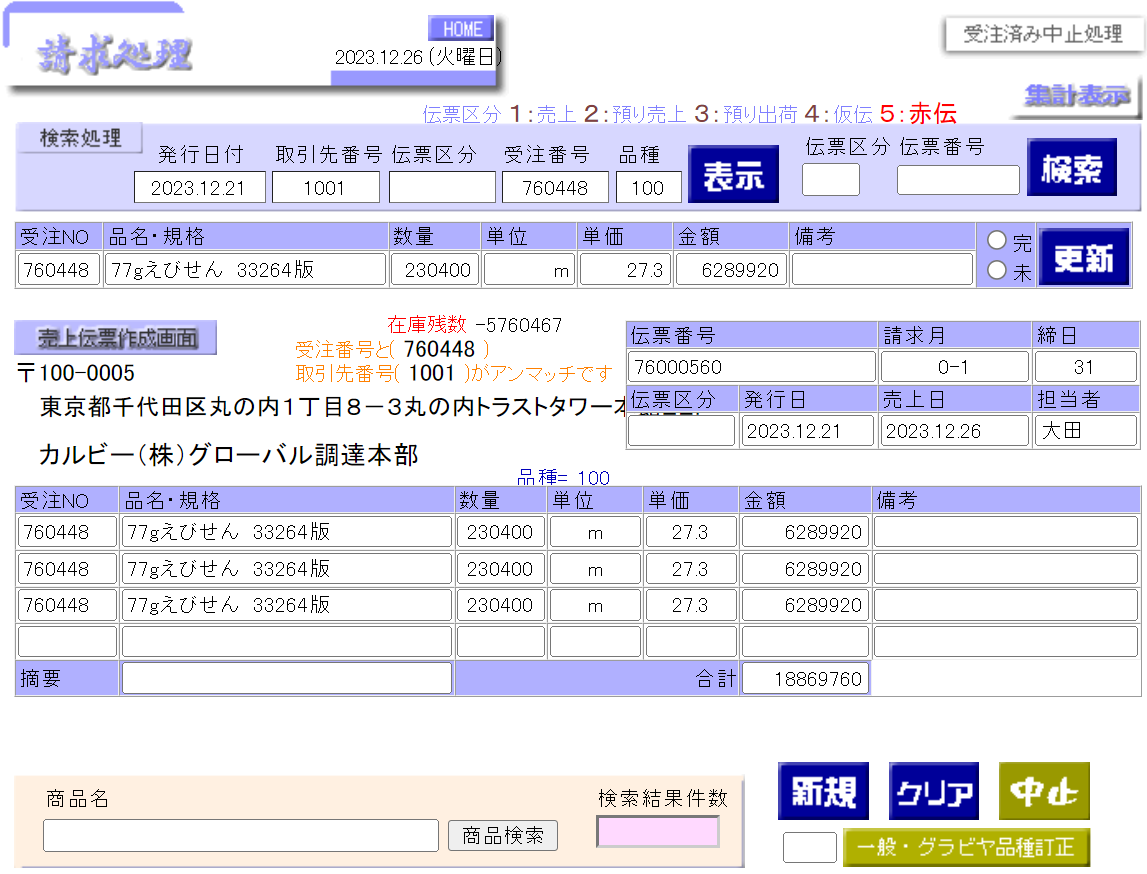 請求処理
HOME
2023.12.26 (火曜日)
受注済み中止処理
集計表示
伝票区分 1:売上 2:預り売上 3:預り出荷 4:仮伝 5:赤伝
検索処理
発行日付 取引先番号 伝票区分 受注番号 品種
2023.12.21 1001 760448 100
表示
伝票区分 伝票番号
検索
受注NO 品名・規格 数量 単位 単価 金額 備考
760448 77gえびせん 33264版 230400 m 27.3 6289920
完
未
更新
売上伝票作成画面
在庫残数 -5760467
受注番号と( 760448 )
取引先番号( 1001 )がアンマッチです
〒100-0005
東京都千代田区丸の内1丁目8-3丸の内トラストタワー
カルビー(株)グローバル調達本部
伝票番号 請求月 締日
76000560 0-1 31
伝票区分 発行日 売上日 担当者
2023.12.21 2023.12.26 大田
品種= 100
受注NO 品名・規格 数量 単位 単価 金額 備考
760448 77gえびせん 33264版 230400 m 27.3 6289920
760448 77gえびせん 33264版 230400 m 27.3 6289920
760448 77gえびせん 33264版 230400 m 27.3 6289920
摘要 合計 18869760
商品名
商品検索
検索結果件数
新規 クリア 中止
一般・グラビヤ品種訂正